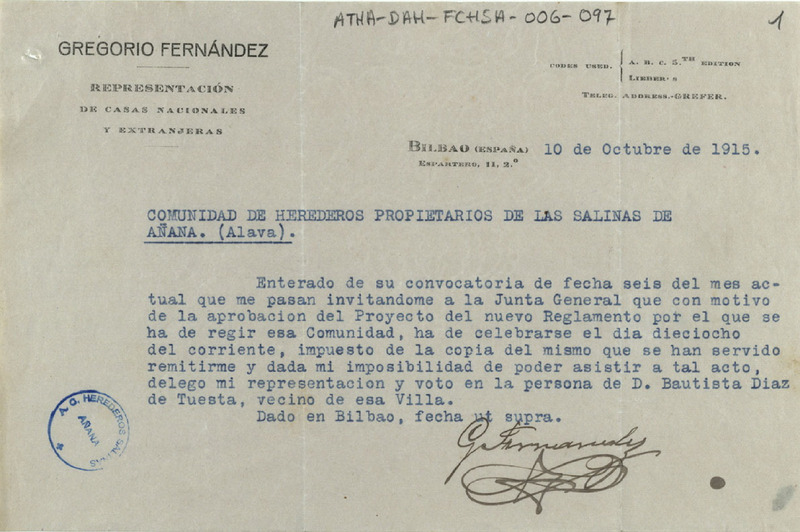 ATHA-DAH-FCHSA-006-097
1
GREGORIO FERNÁNDEZ
REPRESENTACIÓN
DE CASAS NACIONALES
Y EXTRANJERAS
CODES USED. A. B. C. 5.TH EDITION
LIEBER'S
TELEG. ADDRESS.-GREFER.
BILBAO (ESPAÑA) 10 de Octubre de 1915.
ESPARTERO, 11, 2.º
COMUNIDAD DE HEREDEROS PROPIETARIOS DE LAS SALINAS DE
AÑANA. (Alava).
Enterado de su convocatoria de fecha seis del mes ac-
tual que me pasan invitandome a la Junta General que con motivo
de la aprobacion del Proyecto del nuevo Reglamento por el que se
ha de regir esa Comunidad, ha de celebrarse el dia dieciocho
del corriente, impuesto de la copia del mismo que se han servido
remitirme y dada mi imposibilidad de poder asistir a tal acto,
delego mi representacion y voto en la persona de D. Bautista Diaz
de Tuesta, vecino de esa Villa.
Dado en Bilbao, fecha ut supra.
G. Fernandez
A. G. HEREDEROS SALINAS
AÑANA